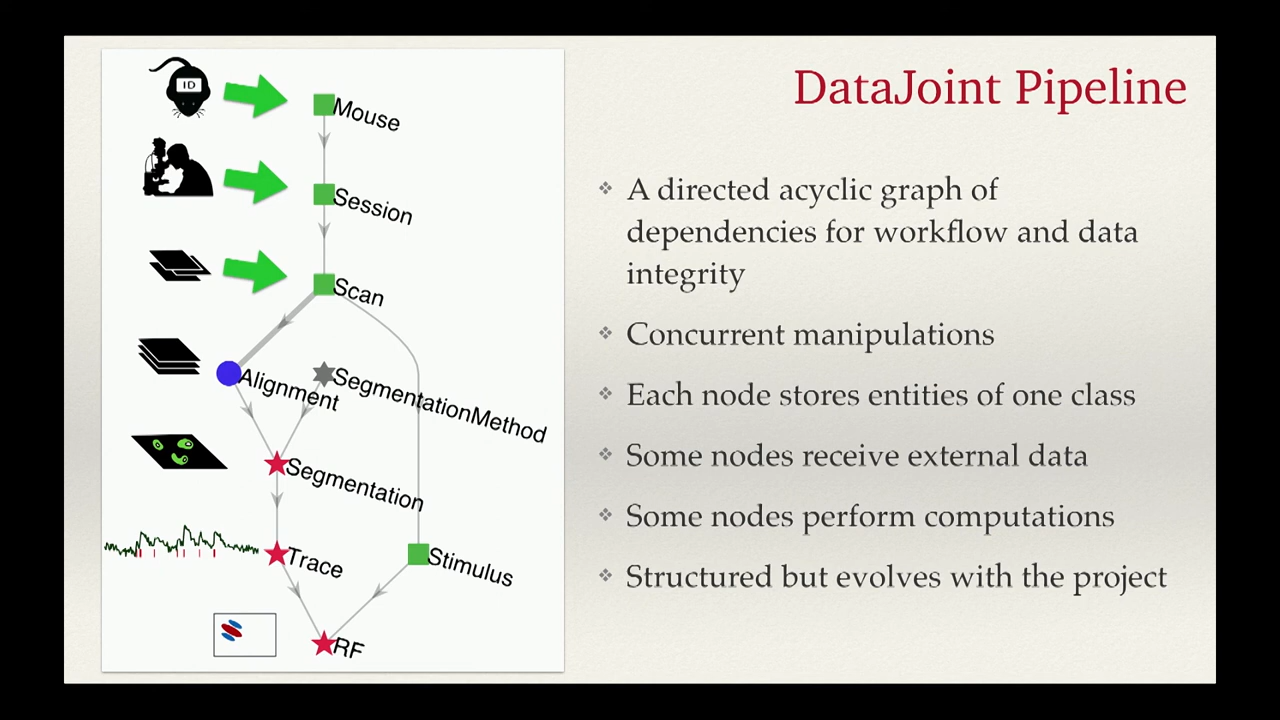 DataJoint Pipeline
ID
Mouse
Session
Scan
Alignment
SegmentationMethod
Segmentation
Trace
Stimulus
RF
❖ A directed acyclic graph of
dependencies for workflow and data
integrity
❖ Concurrent manipulations
❖ Each node stores entities of one class
❖ Some nodes receive external data
❖ Some nodes perform computations
❖ Structured but evolves with the project